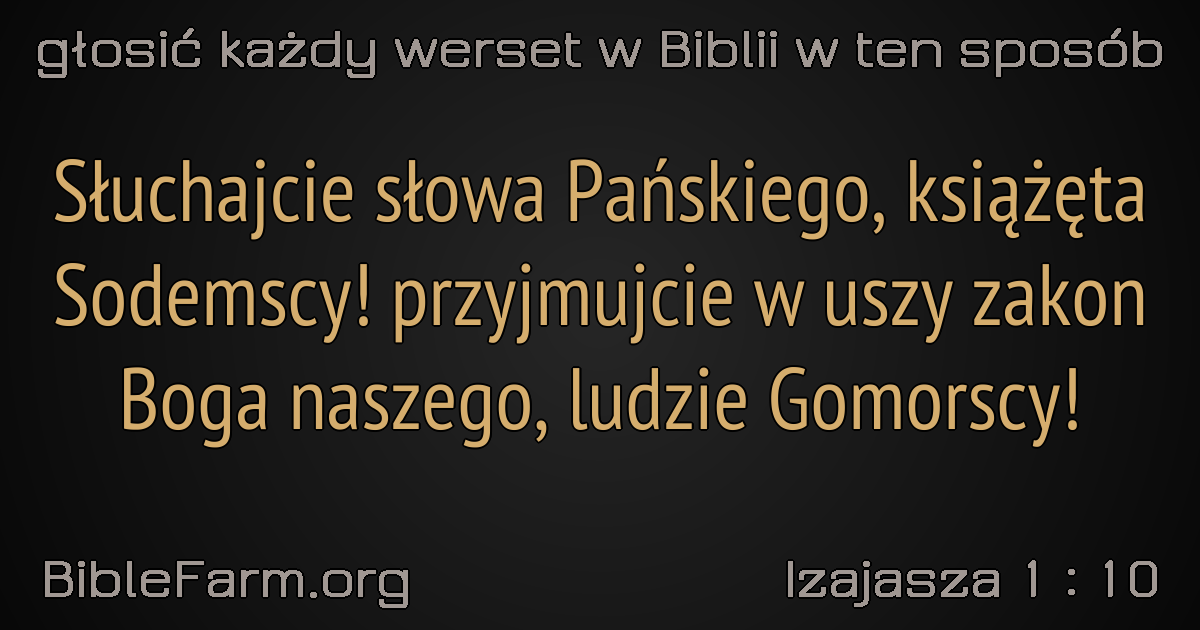 głosić każdy werset w Biblii w ten sposób
Słuchajcie słowa Pańskiego, książęta
Sodemscy! przyjmujcie w uszy zakon
Boga naszego, ludzie Gomorscy!
BibleFarm.org
Izajasza 1 : 10